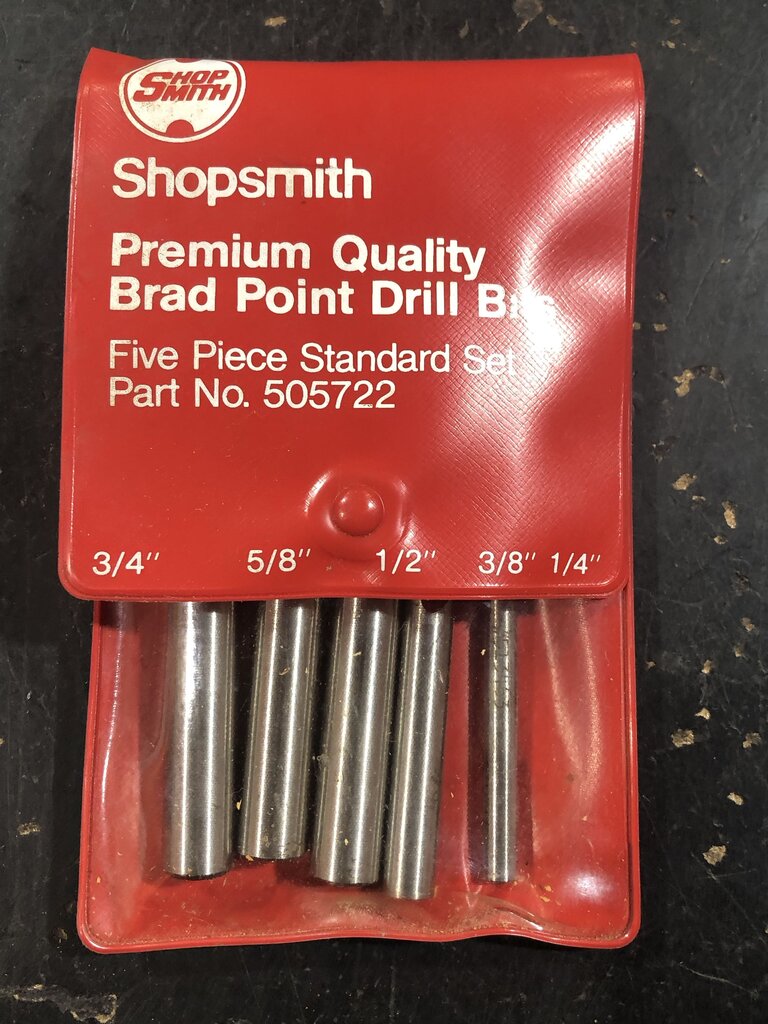 SHOP
SMITH
Shopsmith
Premium Quality
Brad Point Drill
Five Piece Standard Set
Part No. 505722
3/4" 5/8" 1/2" 3/8" 1/4"